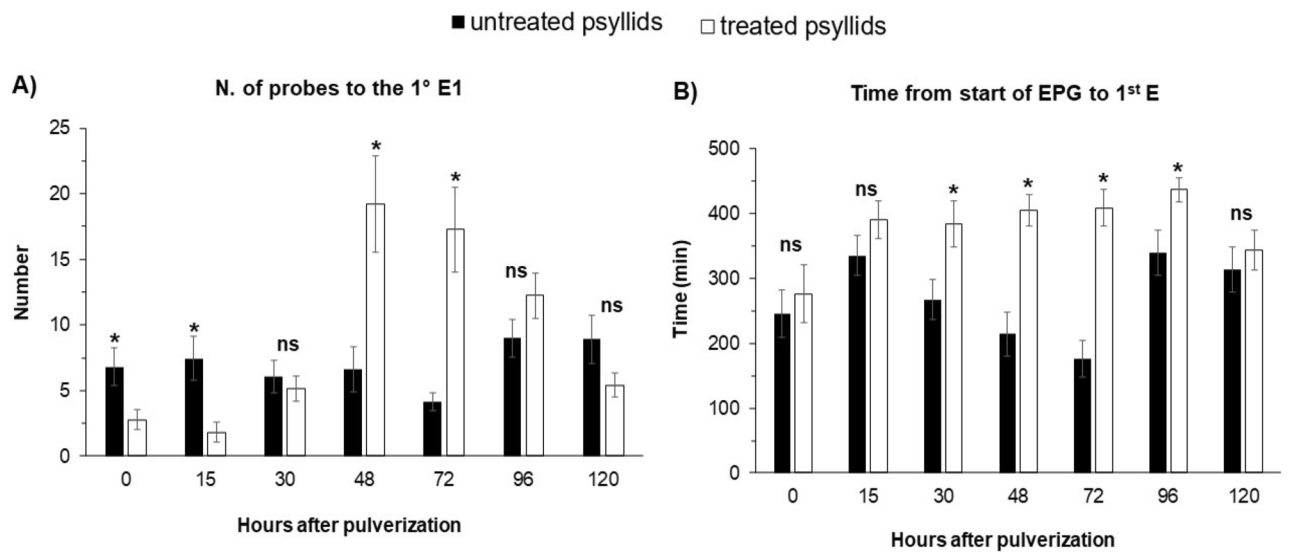 untreated psyllids treated psyllids
A) N. of probes to the 1° E1
25
20
15
10
5
0
Number
* * ns * * ns ns
0 15 30 48 72 96 120
Hours after pulverization
B) Time from start of EPG to 1st E
500
400
300
200
100
0
Time (min)
ns ns * * * * ns
0 15 30 48 72 96 120
Hours after pulverization